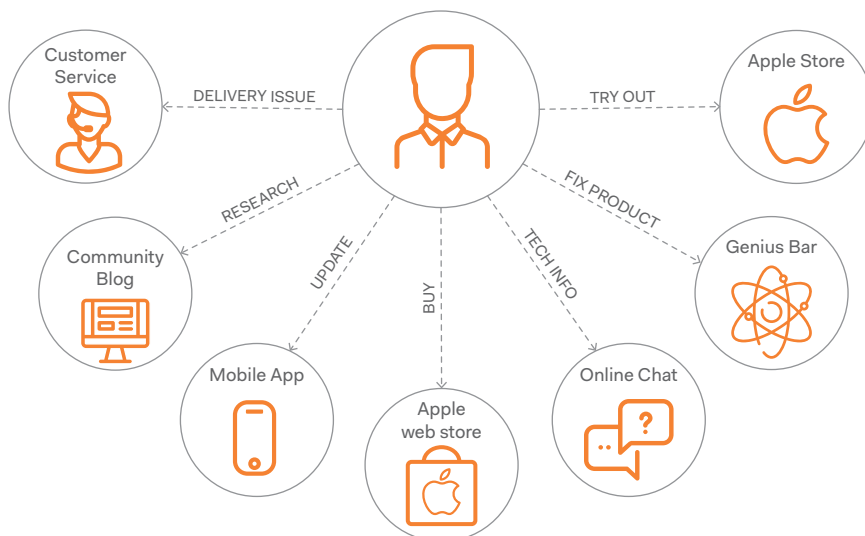 Customer
Service
DELIVERY ISSUE
TRY OUT
Apple Store
RESEARCH
FIX PRODUCT
Community
Blog
UPDATE
BUY
TECH INFO
Genius Bar
Mobile App
Apple
web store
Online Chat
?